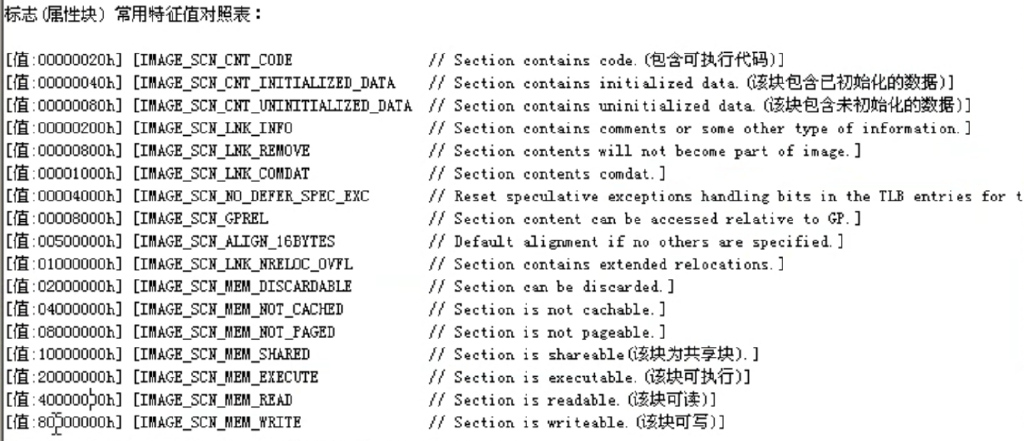 标志(属性块) 常用特征值对照表：
[值:00000020h] [IMAGE_SCN_CNT_CODE // Section contains code.(包含可执行代码)]
[值:00000040h] [IMAGE_SCN_CNT_INITIALIZED_DATA // Section contains initialized data.(该块包含已初始化的数据)]
[值:00000080h] [IMAGE_SCN_CNT_UNINITIALIZED_DATA // Section contains uninitialized data.(该块包含未初始化的数据)]
[值:00000200h] [IMAGE_SCN_LNK_INFO // Section contains comments or some other type of information.]
[值:00000800h] [IMAGE_SCN_LNK_REMOVE // Section contents will not become part of image.]
[值:00001000h] [IMAGE_SCN_LNK_COMDAT // Section contents comdat.]
[值:00004000h] [IMAGE_SCN_NO_DEFER_SPEC_EXC // Reset speculative exceptions handling bits in the TLB entries for t
[值:00008000h] [IMAGE_SCN_GPREL // Section content can be accessed relative to GP.]
[值:00500000h] [IMAGE_SCN_ALIGN_16BYTES // Default alignment if no others are specified.]
[值:01000000h] [IMAGE_SCN_LNK_NRELOC_OVFL // Section contains extended relocations.]
[值:02000000h] [IMAGE_SCN_MEM_DISCARDABLE // Section can be discarded.]
[值:04000000h] [IMAGE_SCN_MEM_NOT_CACHED // Section is not cachable.]
[值:08000000h] [IMAGE_SCN_MEM_NOT_PAGED // Section is not pageable.]
[值:10000000h] [IMAGE_SCN_MEM_SHARED // Section is shareable(该块为共享块).]
[值:20000000h] [IMAGE_SCN_MEM_EXECUTE // Section is executable.(该块可执行)]
[值:40000000h] [IMAGE_SCN_MEM_READ // Section is readable.(该块可读)]
[值:80000000h] [IMAGE_SCN_MEM_WRITE // Section is writeable.(该块可写)]